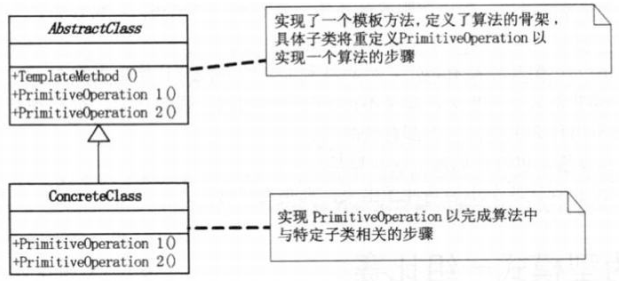 AbstractClass
+TemplateMethod ()
+PrimitiveOperation 1()
+PrimitiveOperation 2()
实现了一个模板方法，定义了算法的骨架，
具体子类将重定义PrimitiveOperation 以
实现一个算法的步骤
ConcreteClass
+PrimitiveOperation 1()
+PrimitiveOperation 2()
实现 PrimitiveOperation 以完成算法中
与特定子类相关的步骤